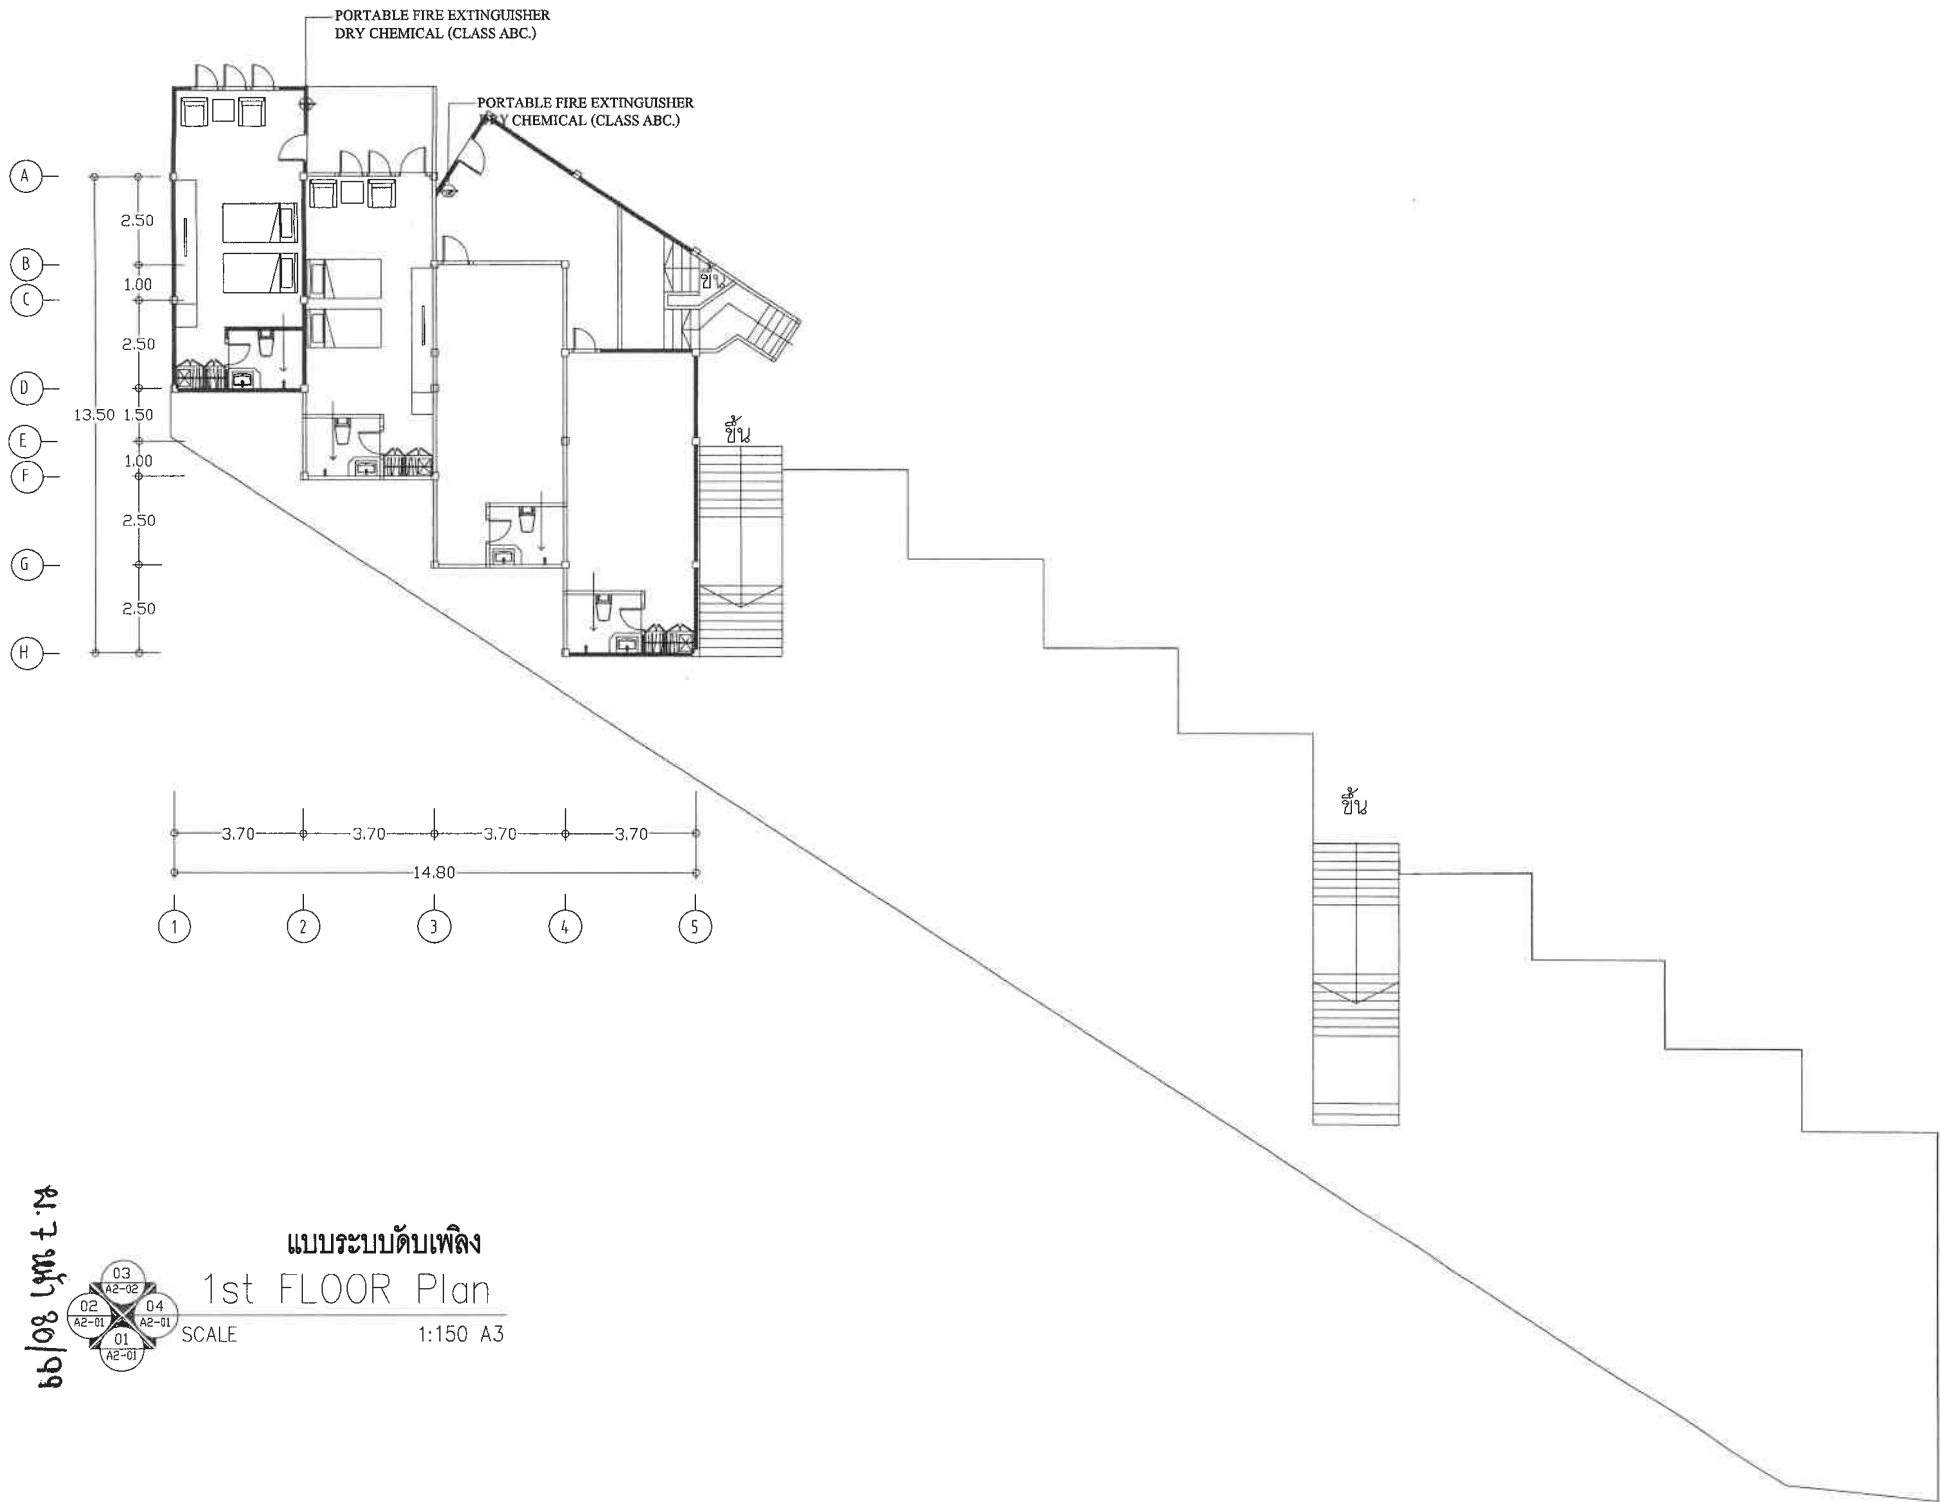 PORTABLE FIRE EXTINGUISHER
DRY CHEMICAL (CLASS ABC.)
PORTABLE FIRE EXTINGUISHER
DRY CHEMICAL (CLASS ABC.)
A
B
C
D
E
F
G
H
2.50
1.00
2.50
13.50
1.50
1.00
2.50
2.50
ขึ้น
ขึ้น
ขึ้น
3.70
3.70
3.70
3.70
14.80
1
2
3
4
5
แบบระบบดับเพลิง
1st FLOOR Plan
SCALE
1:150 A3
03
A2-02
02
A2-01
04
A2-01
01
A2-01